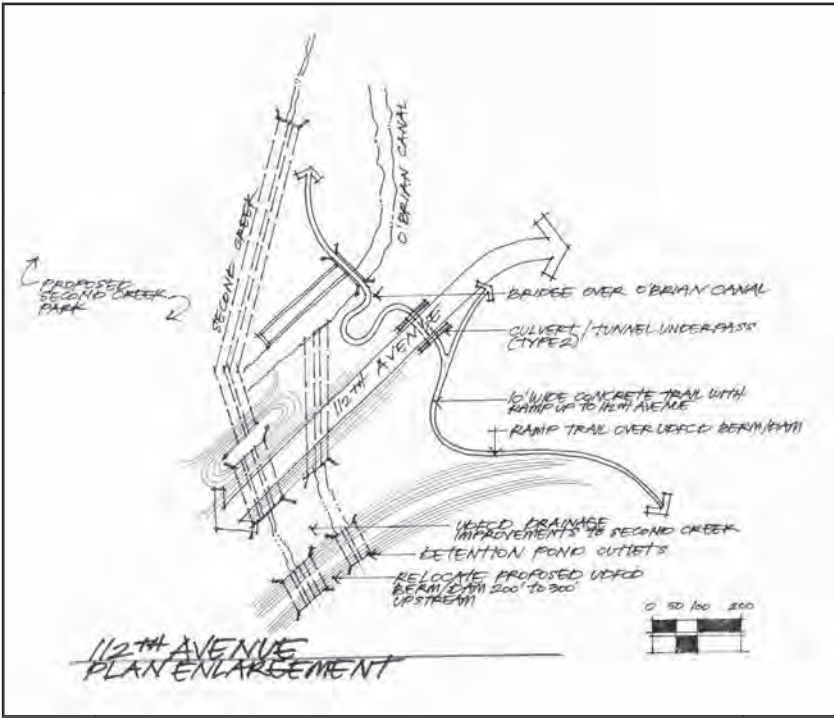 SECOND CREEK
O'BRIAN CANAL
PROPOSED
SECOND CREEK
PARK
112TH AVENUE
BRIDGE OVER O'BRIAN CANAL
CULVERT/TUNNEL UNDERPASS
(TYPE 2)
10' WIDE CONCRETE TRAIL WITH
RAMP UP TO 112TH AVENUE
RAMP TRAIL OVER UDFCD BERM/DAM
UDFCD DRAINAGE
IMPROVEMENTS TO SECOND CREEK
DETENTION POND OUTLETS
RELOCATE PROPOSED UDFCD
BERM/DAM 200' TO 300'
UPSTREAM
0 50 100 200
112TH AVENUE
PLAN ENLARGEMENT